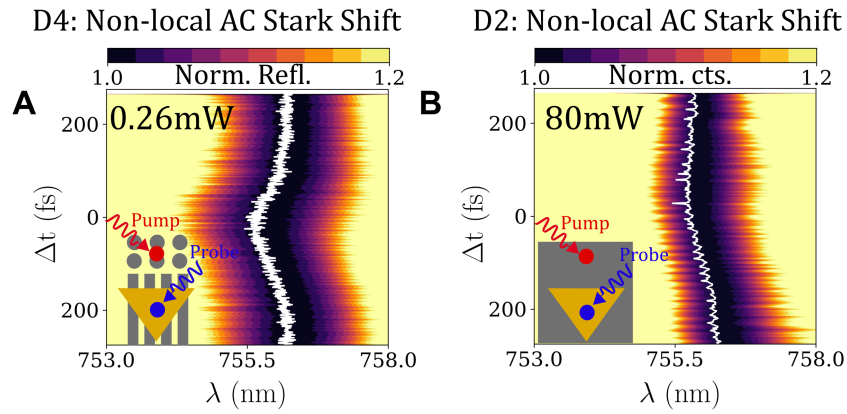 D4: Non-local AC Stark Shift
1.0 Norm. Refl. 1.2
A
0.26mW
200
0
200
Δt (fs)
Pump
Probe
753.0 755.5 758.0
λ (nm)
D2: Non-local AC Stark Shift
1.0 Norm. cts. 1.2
B
80mW
200
0
200
Δt (fs)
Pump
Probe
753.0 755.5 758.0
λ (nm)